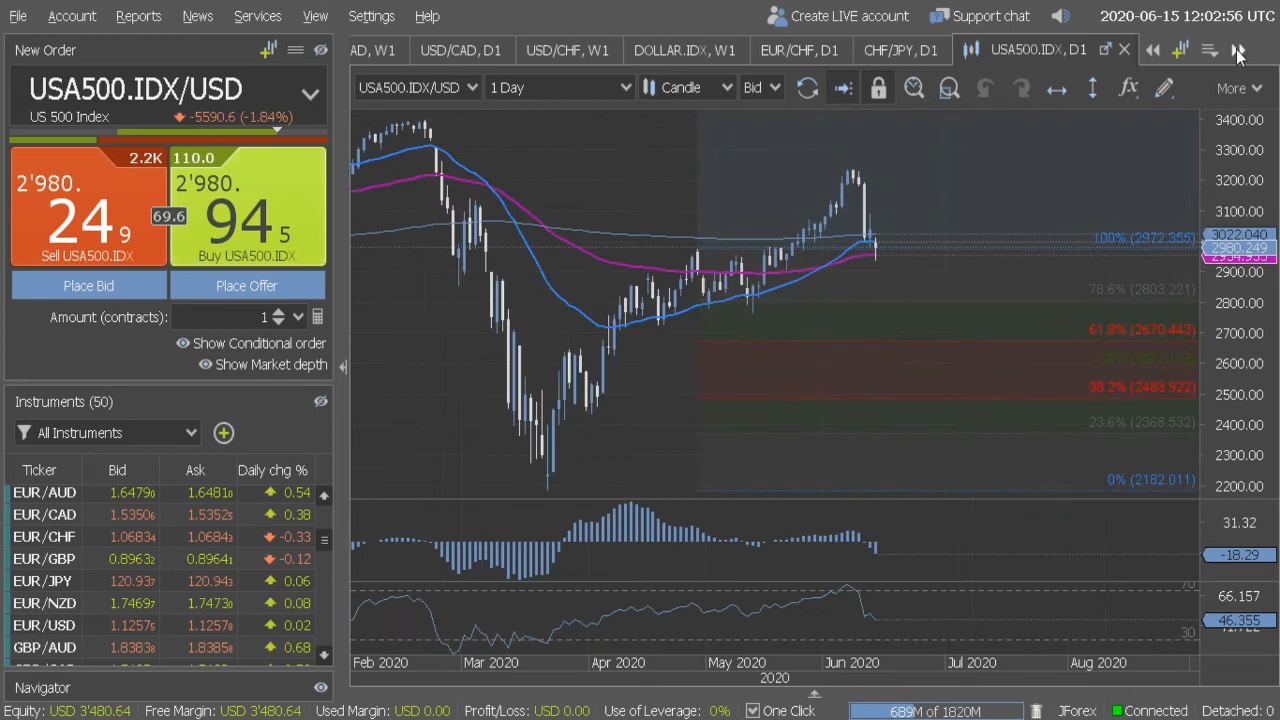 File Account Reports News Services View Settings Help Create LIVE account Support chat 2020-06-15 12:02:56 UTC
New Order
AD, W1 USD/CAD, D1 USD/CHF, W1 DOLLAR.IDX, W1 EUR/CHF, D1 CHF/JPY, D1 USA500.IDX, D1
USA500.IDX/USD
US 500 Index -5590.6 (-1.84%)
USA500.IDX/USD 1 Day Candle Bid More
2.2K 110.0
2'980. 2'980.
24 9 69.6 94 5
Sell USA500.IDX Buy USA500.IDX
Place Bid Place Offer
Amount (contracts): 1
Show Conditional order
Show Market depth
Instruments (50)
All Instruments
Ticker Bid Ask Daily chg %
EUR/AUD 1.64790 1.64810 0.54
EUR/CAD 1.53506 1.53525 0.38
EUR/CHF 1.06834 1.06843 -0.33
EUR/GBP 0.89632 0.89641 -0.12
EUR/JPY 120.937 120.943 0.06
EUR/NZD 1.74697 1.74730 0.08
EUR/USD 1.12575 1.12581 0.02
GBP/AUD 1.83838 1.83858 0.68
Navigator
3400.00
3300.00
3200.00
3100.00
3022.040
100% (2972.355) 2980.249
2900.00
78.6% (2803.221) 2800.00
61.8% (2670.443) 2700.00
2600.00
38.2% (2483.922) 2500.00
23.6% (2368.532) 2400.00
2300.00
0% (2182.011) 2200.00
31.32
-18.29
70
66.157
46.355
30
Feb 2020 Mar 2020 Apr 2020 May 2020 Jun 2020 Jul 2020 Aug 2020
2020
Equity: USD 3'480.64 Free Margin: USD 3'480.64 Used Margin: USD 0.00 Profit/Loss: USD 0.00 Use of Leverage: 0% One Click 689M of 1820M JForex Connected Detached: 0